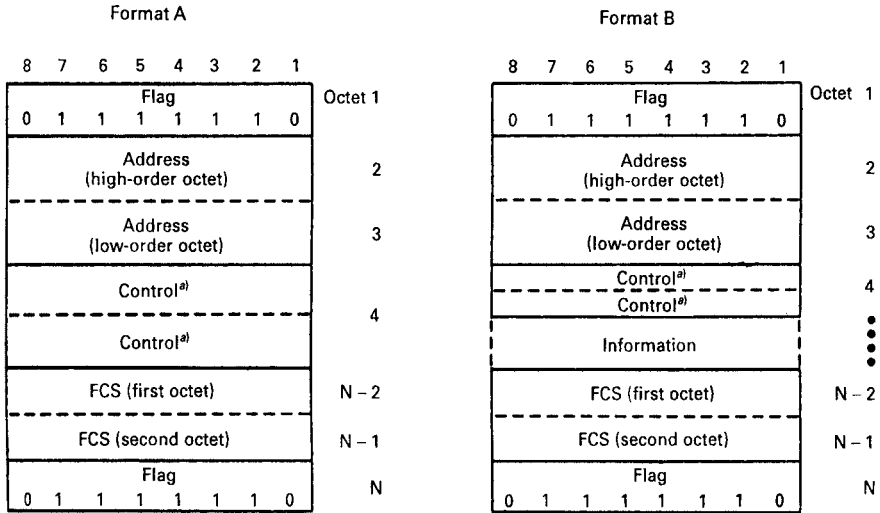 Format A
8 7 6 5 4 3 2 1
Flag
0 1 1 1 1 1 1 0
Octet 1
Address
(high-order octet)
2
Address
(low-order octet)
3
Control a)
4
Control a)
FCS (first octet)
N – 2
FCS (second octet)
N – 1
Flag
0 1 1 1 1 1 1 0
N
Format B
8 7 6 5 4 3 2 1
Flag
0 1 1 1 1 1 1 0
Octet 1
Address
(high-order octet)
2
Address
(low-order octet)
3
Control a)
4
Control a)
Information
FCS (first octet)
N – 2
FCS (second octet)
N – 1
Flag
0 1 1 1 1 1 1 0
N